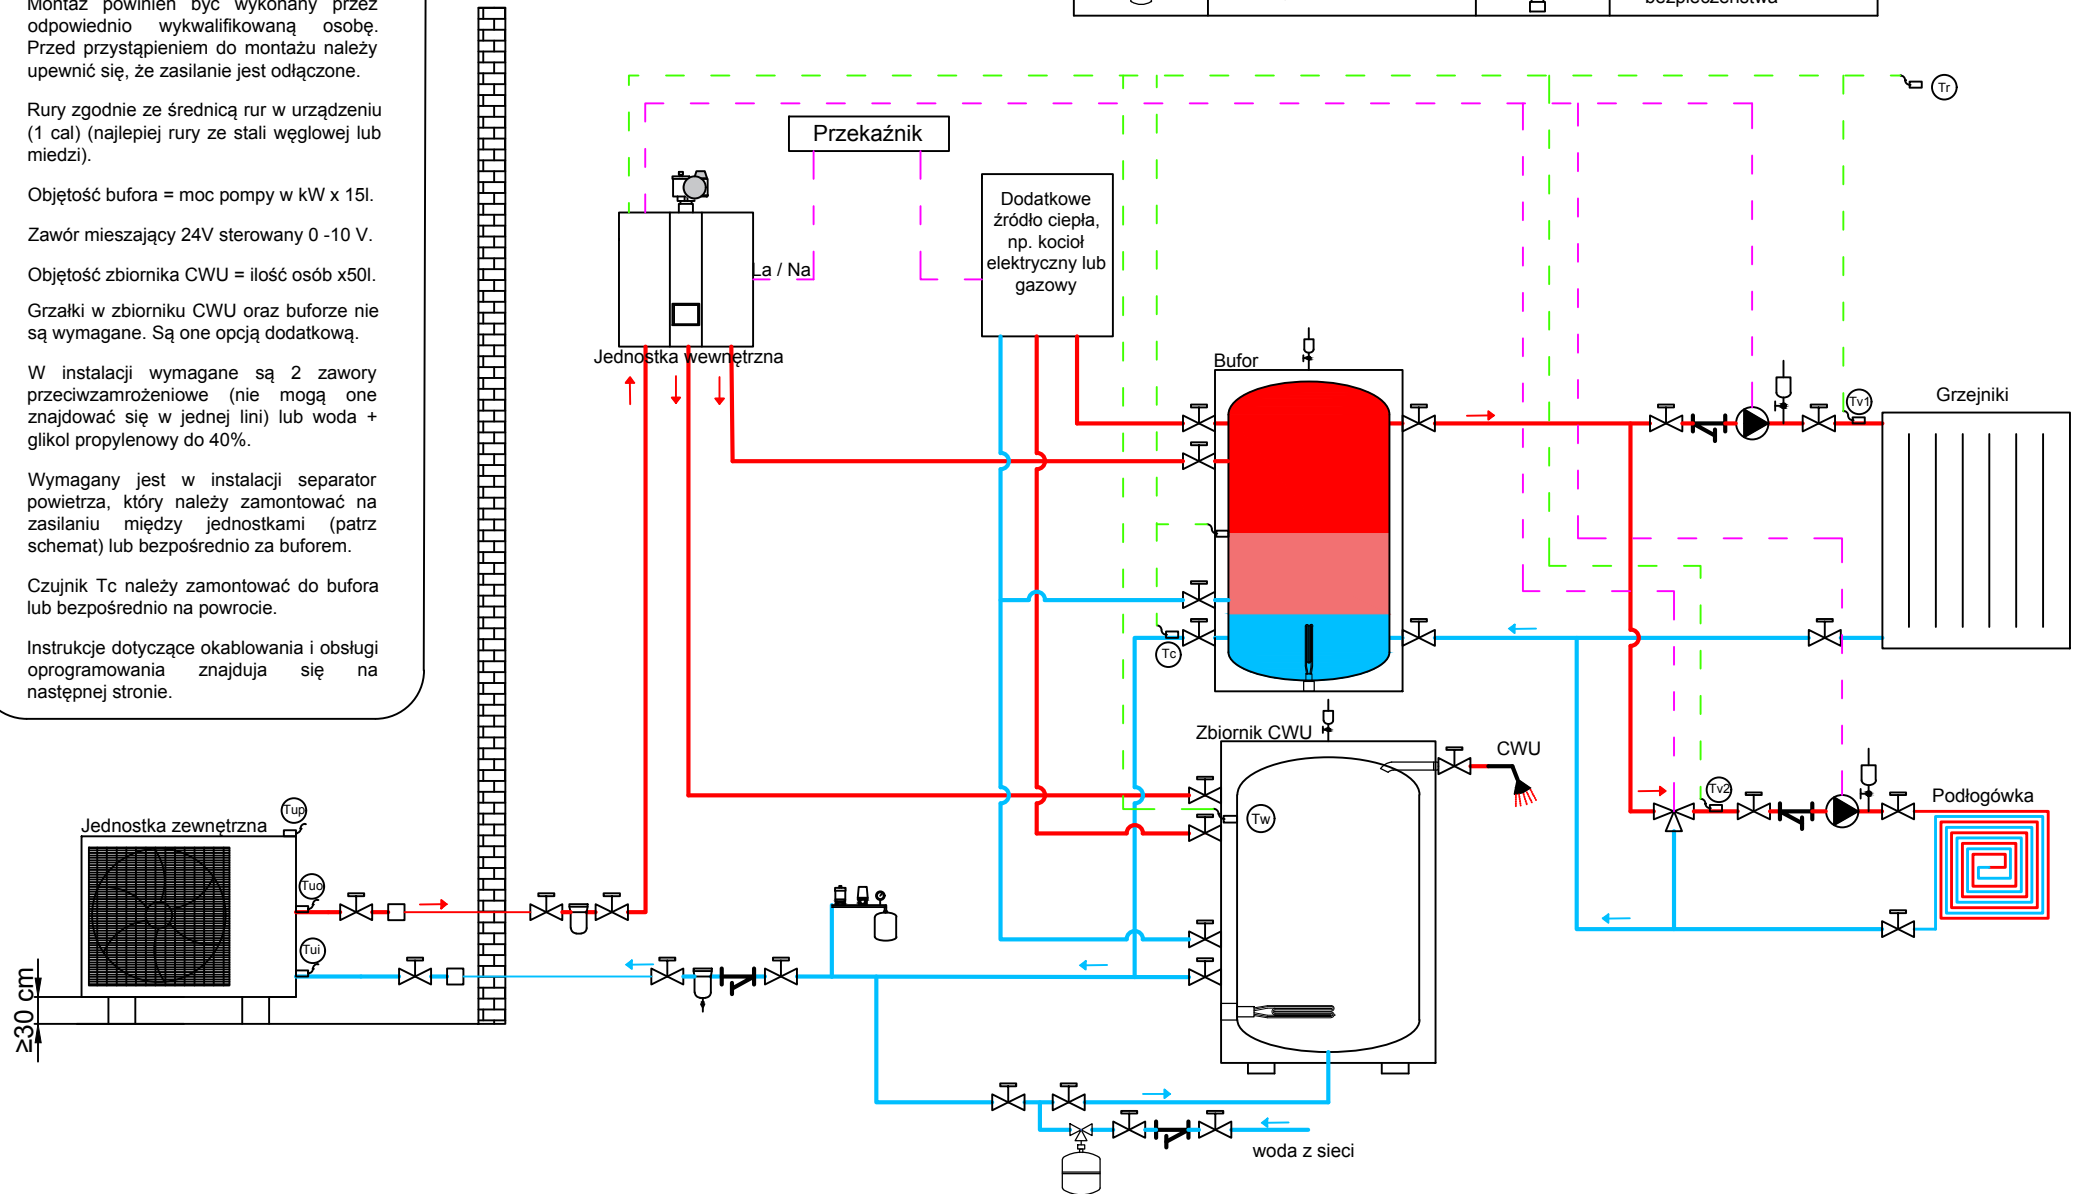 Montaż powinien być wykonany przez
odpowiednio wykwalifikowaną osobę.
Przed przystąpieniem do montażu należy
upewnić się, że zasilanie jest odłączone.
Rury zgodnie ze średnicą rur w urządzeniu
(1 cal) (najlepiej rury ze stali węglowej lub
miedzi).
Objętość bufora = moc pompy w kW x 15l.
Zawór mieszający 24V sterowany 0 -10 V.
Objętość zbiornika CWU = ilość osób x50l.
Grzałki w zbiorniku CWU oraz buforze nie
są wymagane. Są one opcją dodatkową.
W instalacji wymagane są 2 zawory
przeciwzamrożeniowe (nie mogą one
znajdować się w jednej lini) lub woda +
glikol propylenowy do 40%.
Wymagany jest w instalacji separator
powietrza, który należy zamontować na
zasilaniu między jednostkami (patrz
schemat) lub bezpośrednio za buforem.
Czujnik Tc należy zamontować do bufora
lub bezpośrednio na powrocie.
Instrukcje dotyczące okablowania i obsługi
oprogramowania znajduja się na
następnej stronie.
bezpieczeństwa
Tr
Przekaźnik
Dodatkowe
źródło ciepła,
np. kocioł
elektryczny lub
gazowy
La / Na
Jednostka wewnętrzna
Bufor
Tv1
Grzejniki
Tc
Zbiornik CWU
CWU
Tw
Tv2
Podłogówka
Tup
Jednostka zewnętrzna
Tuo
Tui
≥30 cm
woda z sieci